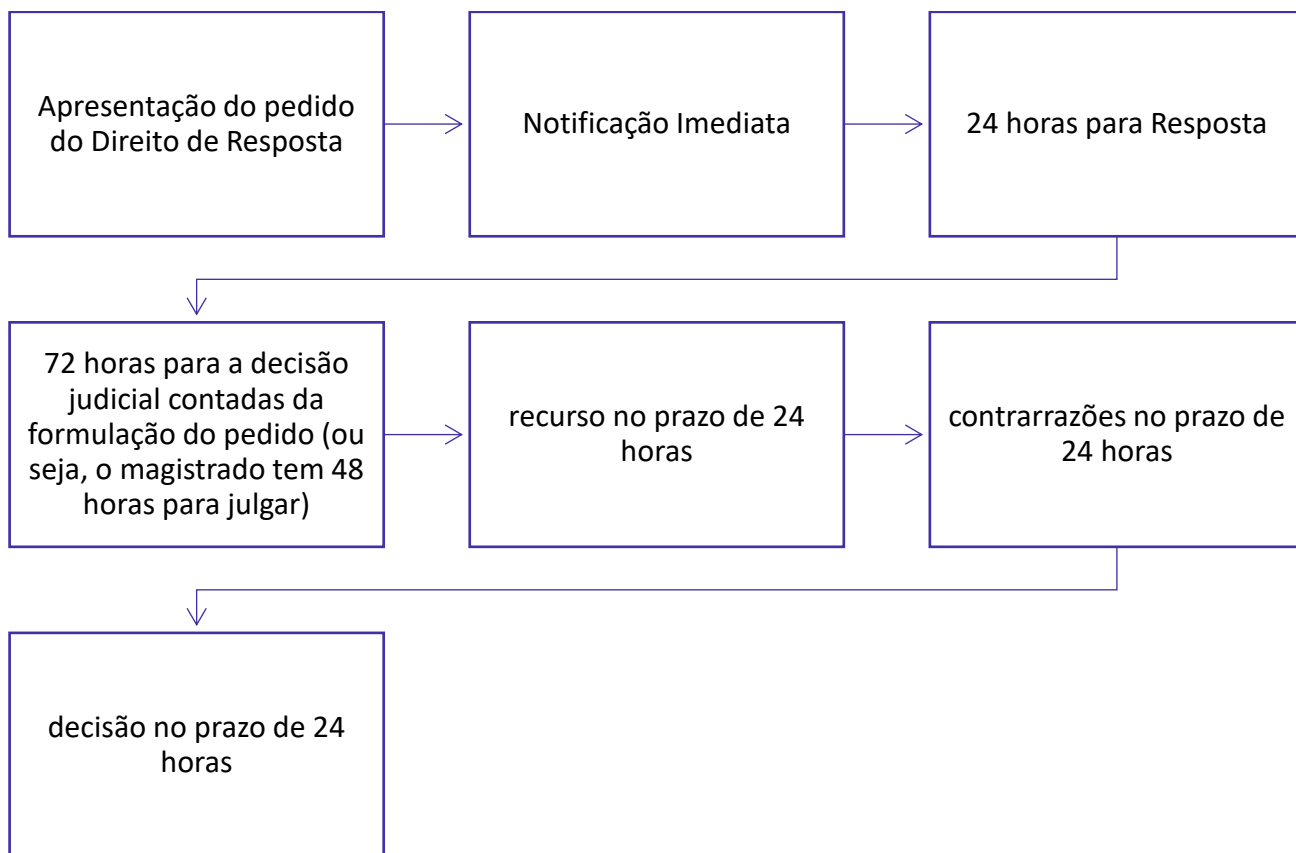 Apresentação do pedido
do Direito de Resposta
Notificação Imediata
24 horas para Resposta
72 horas para a decisão
judicial contadas da
formulação do pedido (ou
seja, o magistrado tem 48
horas para julgar)
recurso no prazo de 24
horas
contrarrazões no prazo de
24 horas
decisão no prazo de 24
horas